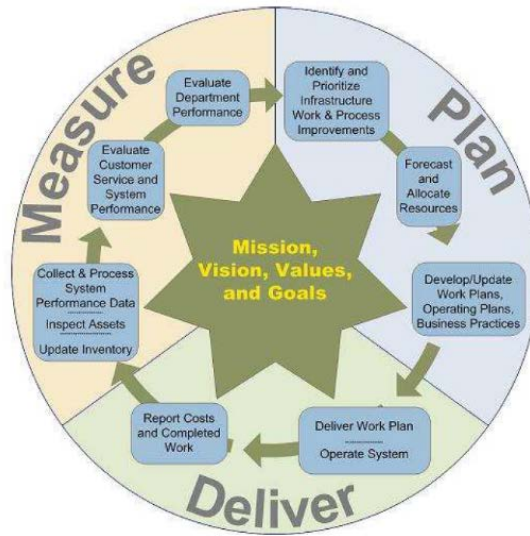 Measure
Plan
Deliver
Evaluate
Department
Performance
Identify and
Prioritize
Infrastructure
Work & Process
Improvements
Forecast
and
Allocate
Resources
Develop/Update
Work Plans,
Operating Plans,
Business Practices
Deliver Work Plan
Operate System
Report Costs
and Completed
Work
Collect & Process
System
Performance Data
Inspect Assets
Update Inventory
Evaluate
Customer
Service and
System
Performance
Mission,
Vision, Values,
and Goals